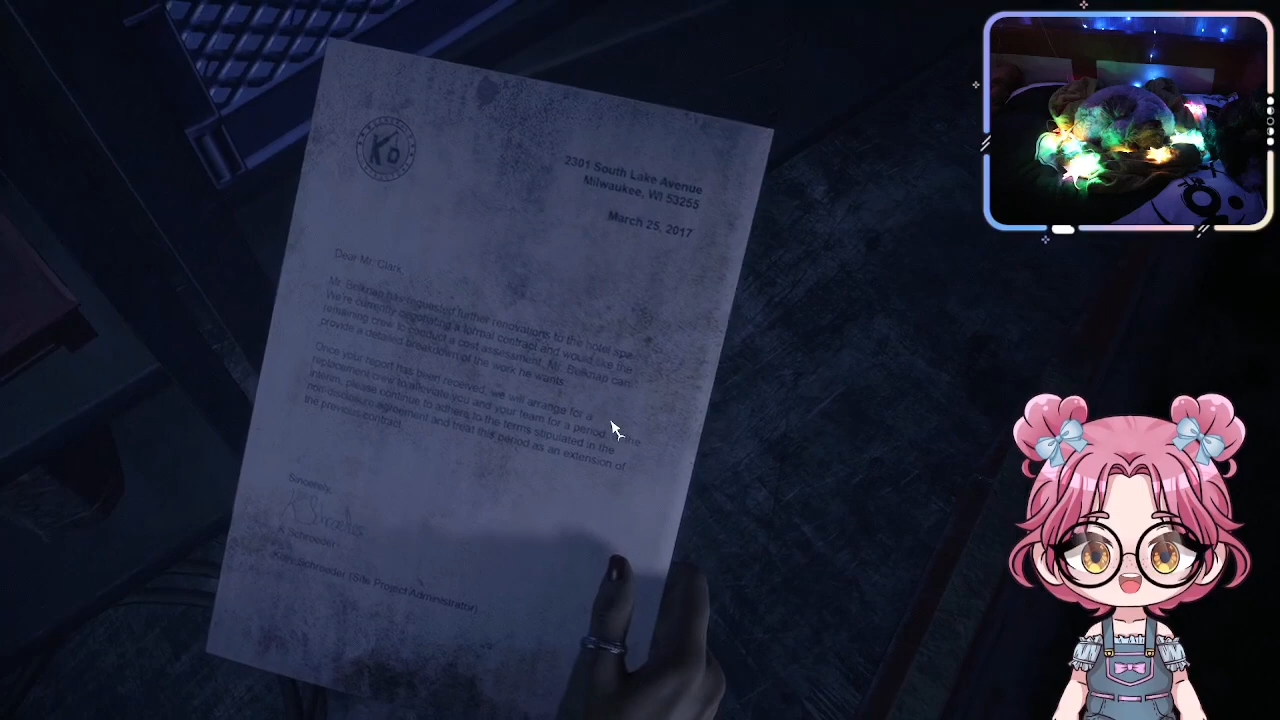 KO
2301 South Lake Avenue
Milwaukee, WI 53255
March 25, 2017
Dear Mr. Clark,
Mr. Belknap has requested further renovations to the hotel spa.
We're currently negotiating a formal contract and would like the
remaining crew to conduct a cost assessment. Mr. Belknap can
provide a detailed breakdown of the work he wants.
Once your report has been received, we will arrange for a
replacement crew to alleviate you and your team for a period. In the
interim, please continue to adhere to the terms stipulated in the
non-disclosure agreement and treat this period as an extension of
the previous contract.
Sincerely,
K Schroeder
K Schroeder
Schroeder (Site Project Administrator)